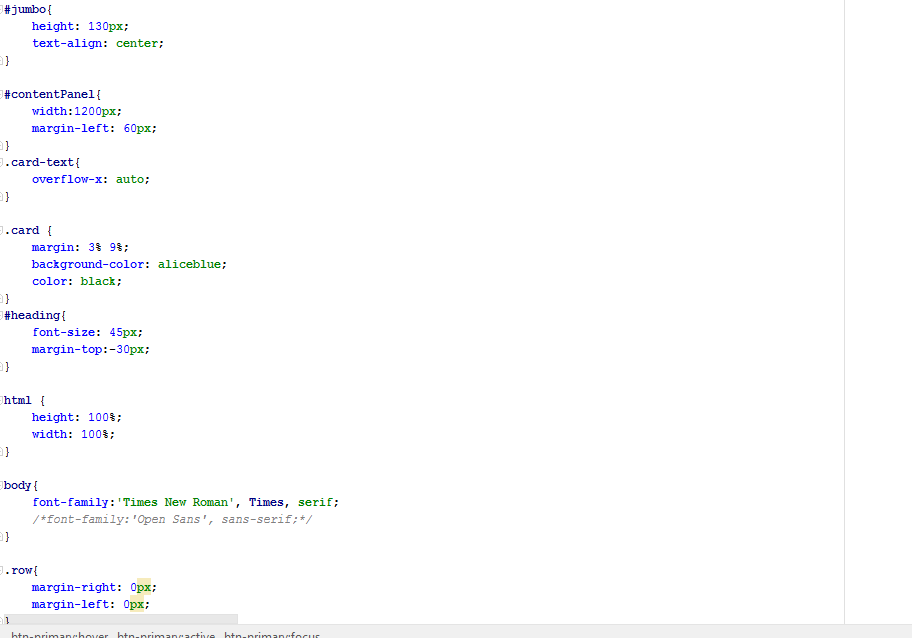 #jumbo{
    height: 130px;
    text-align: center;
}

#contentPanel{
    width:1200px;
    margin-left: 60px;
}
.card-text{
    overflow-x: auto;
}

.card {
    margin: 3% 9%;
    background-color: aliceblue;
    color: black;
}
#heading{
    font-size: 45px;
    margin-top:-30px;
}

html {
    height: 100%;
    width: 100%;
}

body{
    font-family:'Times New Roman', Times, serif;
    /*font-family:'Open Sans', sans-serif;*/
}

.row{
    margin-right: 0px;
    margin-left: 0px;
}
.btn-primary:hover, .btn-primary:active, .btn-primary:focus